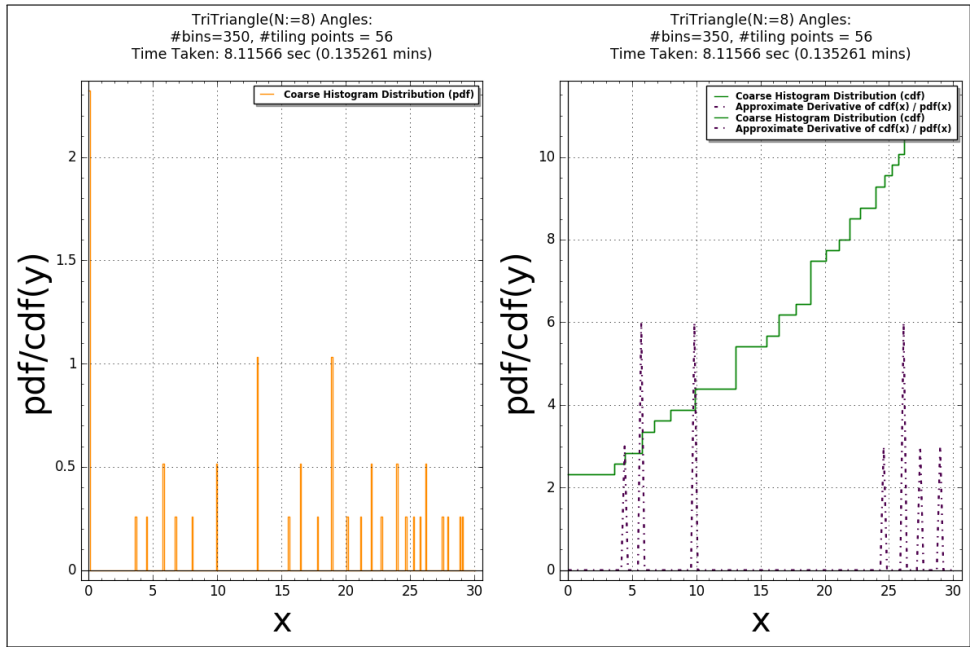 TriTriangle(N:=8) Angles:
#bins=350, #tiling points = 56
Time Taken: 8.11566 sec (0.135261 mins)
Coarse Histogram Distribution (pdf)
2
1.5
1
0.5
0
pdf/cdf(y)
0 5 10 15 20 25 30
x
TriTriangle(N:=8) Angles:
#bins=350, #tiling points = 56
Time Taken: 8.11566 sec (0.135261 mins)
Coarse Histogram Distribution (cdf)
Approximate Derivative of cdf(x) / pdf(x)
Coarse Histogram Distribution (cdf)
Approximate Derivative of cdf(x) / pdf(x)
10
8
6
4
2
0
pdf/cdf(y)
0 5 10 15 20 25 30
x